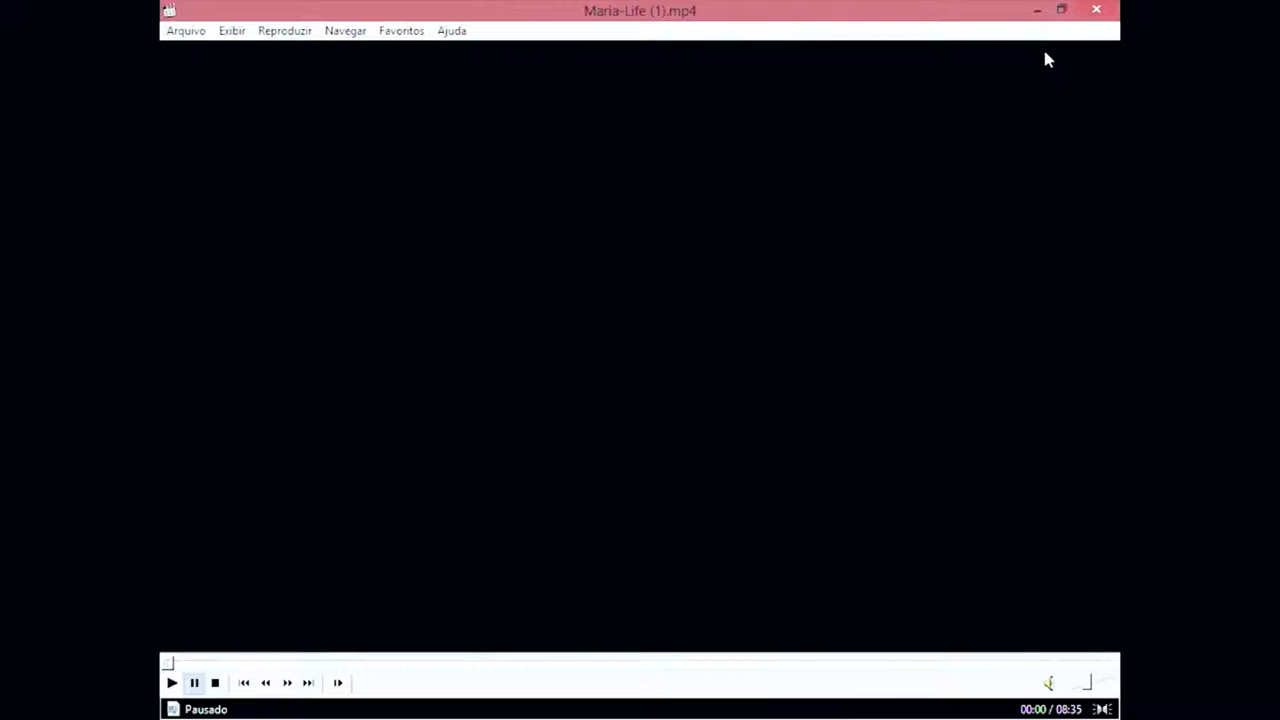 Maria-Life (1).mp4
Arquivo Exibir Reproduzir Navegar Favoritos Ajuda
Pausado 00:00 / 08:35